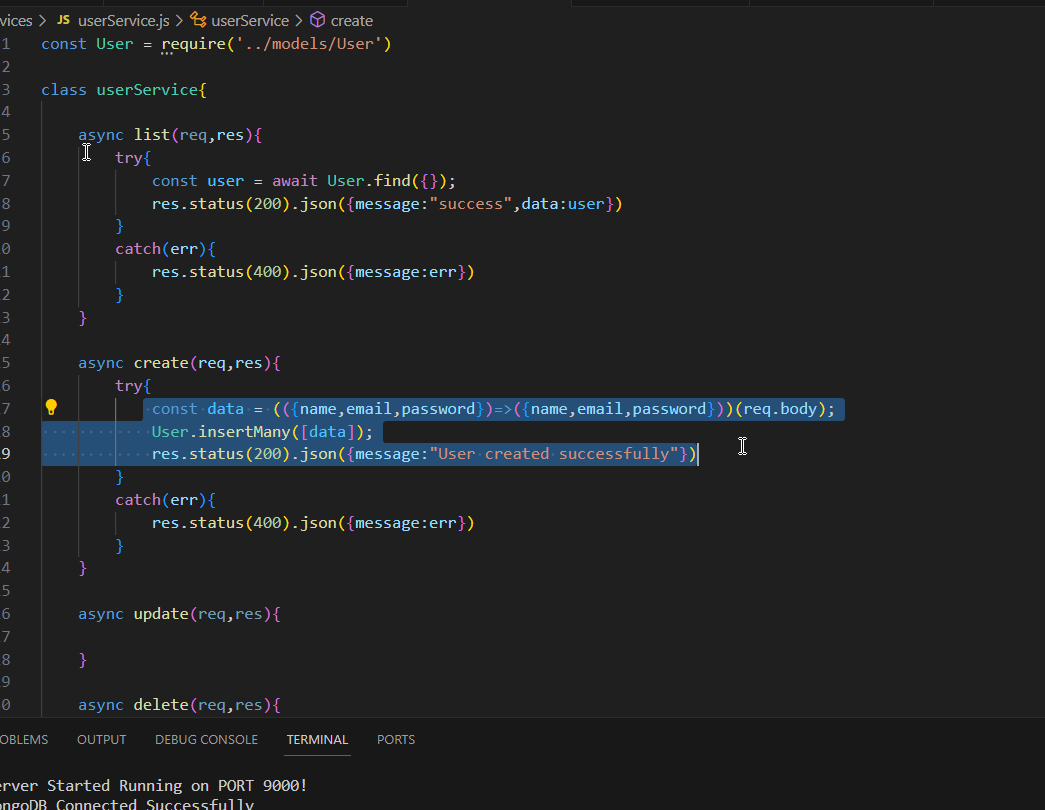 vices > JS userService.js > userService > create
1 const User = require('../models/User')
2
3 class userService{
4
5     async list(req,res){
6         try{
7             const user = await User.find({});
8             res.status(200).json({message:"success",data:user})
9         }
0         catch(err){
1             res.status(400).json({message:err})
2         }
3     }
4
5     async create(req,res){
6         try{
7             const data = (({name,email,password})=>({name,email,password}))(req.body);
8             User.insertMany([data]);
9             res.status(200).json({message:"User created successfully"})
0         }
1         catch(err){
2             res.status(400).json({message:err})
3         }
4     }
5
6     async update(req,res){
7
8     }
9
0     async delete(req,res){
OBLEMS OUTPUT DEBUG CONSOLE TERMINAL PORTS
erver Started Running on PORT 9000!
ongoDB Connected Successfully